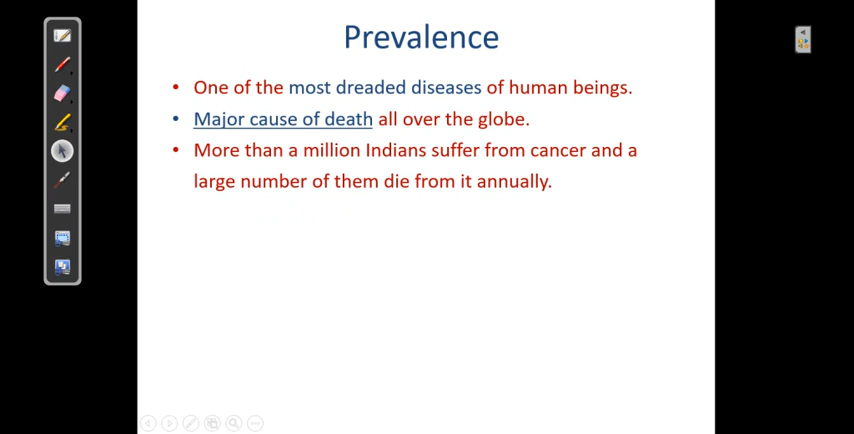 Prevalence
• One of the most dreaded diseases of human beings.
• Major cause of death all over the globe.
• More than a million Indians suffer from cancer and a
large number of them die from it annually.